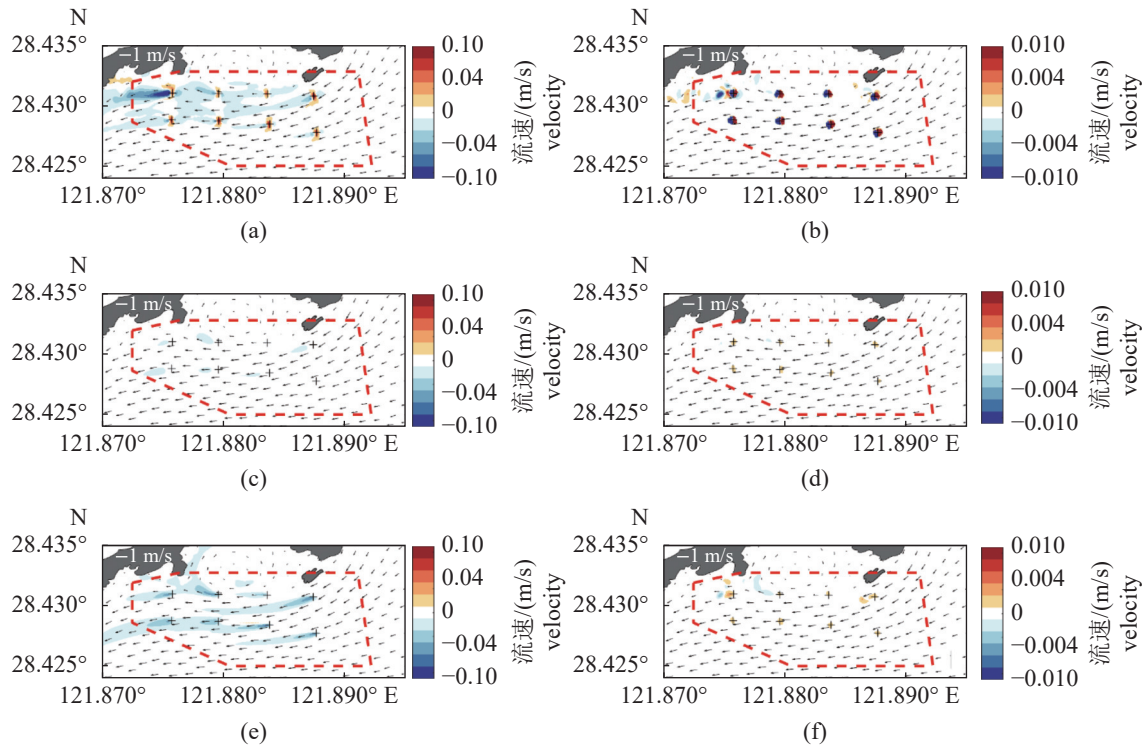 N
28.435°
28.430°
28.425°
121.870° 121.880° 121.890° E
−1 m/s
0.10
0.04
0
−0.04
−0.10
流速/(m/s)
velocity
(a)
N
28.435°
28.430°
28.425°
121.870° 121.880° 121.890° E
−1 m/s
0.010
0.004
0
−0.004
−0.010
流速/(m/s)
velocity
(b)
N
28.435°
28.430°
28.425°
121.870° 121.880° 121.890° E
−1 m/s
0.10
0.04
0
−0.04
−0.10
流速/(m/s)
velocity
(c)
N
28.435°
28.430°
28.425°
121.870° 121.880° 121.890° E
−1 m/s
0.010
0.004
0
−0.004
−0.010
流速/(m/s)
velocity
(d)
N
28.435°
28.430°
28.425°
121.870° 121.880° 121.890° E
−1 m/s
0.10
0.04
0
−0.04
−0.10
流速/(m/s)
velocity
(e)
N
28.435°
28.430°
28.425°
121.870° 121.880° 121.890° E
−1 m/s
0.010
0.004
0
−0.004
−0.010
流速/(m/s)
velocity
(f)